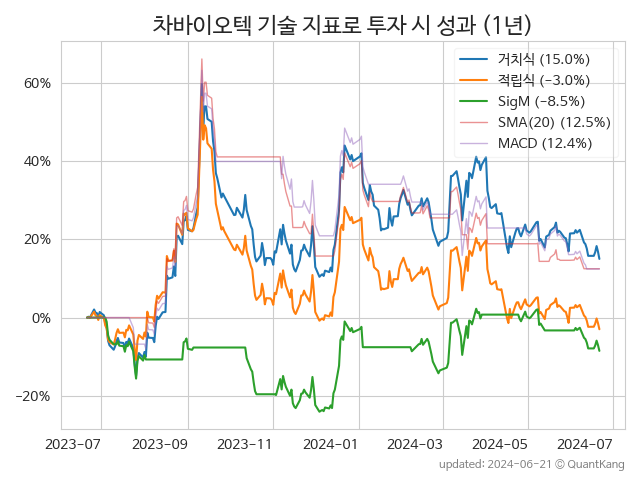 차바이오텍 기술 지표로 투자 시 성과 (1년)
거치식 (15.0%)
적립식 (−3.0%)
SigM (−8.5%)
SMA(20) (12.5%)
MACD (12.4%)
60%
40%
20%
0%
−20%
2023-07 2023-09 2023-11 2024-01 2024-03 2024-05 2024-07
updated: 2024-06-21 © QuantKang